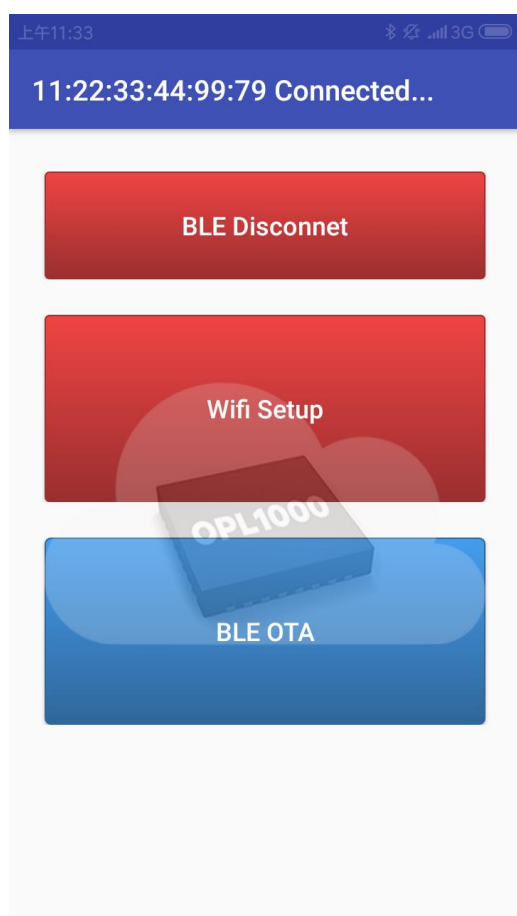 上午11:33 3G
11:22:33:44:99:79 Connected...
BLE Disconnet
Wifi Setup
OPL1000
BLE OTA